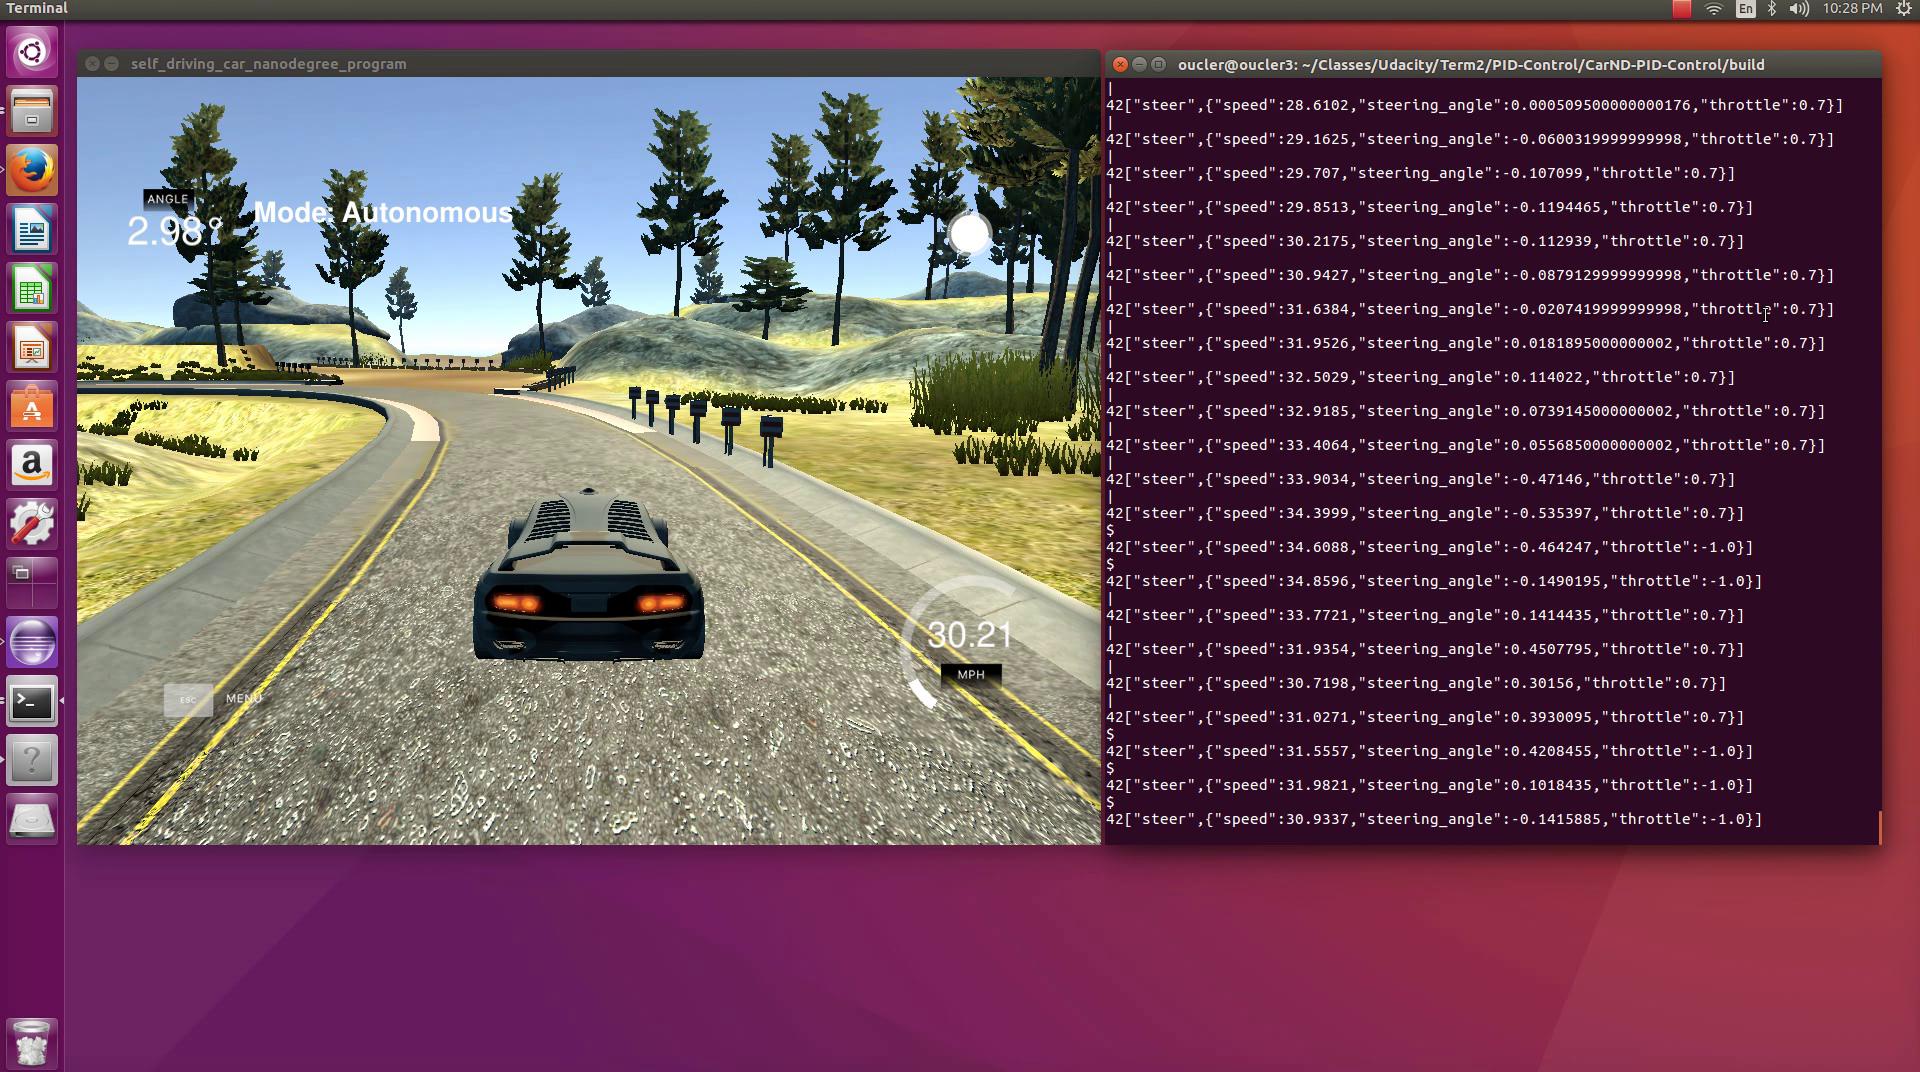 Terminal
En
10:28 PM
self_driving_car_nanodegree_program
ANGLE
2.98°
Mode: Autonomous
30.21
MPH
ESC
MENU
oucler@oucler3: ~/Classes/Udacity/Term2/PID-Control/CarND-PID-Control/build
|
42["steer",{"speed":28.6102,"steering_angle":0.000509500000000176,"throttle":0.7}]
|
42["steer",{"speed":29.1625,"steering_angle":-0.0600319999999998,"throttle":0.7}]
|
42["steer",{"speed":29.707,"steering_angle":-0.107099,"throttle":0.7}]
|
42["steer",{"speed":29.8513,"steering_angle":-0.1194465,"throttle":0.7}]
|
42["steer",{"speed":30.2175,"steering_angle":-0.112939,"throttle":0.7}]
|
42["steer",{"speed":30.9427,"steering_angle":-0.0879129999999998,"throttle":0.7}]
|
42["steer",{"speed":31.6384,"steering_angle":-0.0207419999999998,"throttle":0.7}]
|
42["steer",{"speed":31.9526,"steering_angle":0.0181895000000002,"throttle":0.7}]
|
42["steer",{"speed":32.5029,"steering_angle":0.114022,"throttle":0.7}]
|
42["steer",{"speed":32.9185,"steering_angle":0.0739145000000002,"throttle":0.7}]
|
42["steer",{"speed":33.4064,"steering_angle":0.0556850000000002,"throttle":0.7}]
|
42["steer",{"speed":33.9034,"steering_angle":-0.47146,"throttle":0.7}]
|
42["steer",{"speed":34.3999,"steering_angle":-0.535397,"throttle":0.7}]
$
42["steer",{"speed":34.6088,"steering_angle":-0.464247,"throttle":-1.0}]
$
42["steer",{"speed":34.8596,"steering_angle":-0.1490195,"throttle":-1.0}]
|
42["steer",{"speed":33.7721,"steering_angle":0.1414435,"throttle":0.7}]
|
42["steer",{"speed":31.9354,"steering_angle":0.4507795,"throttle":0.7}]
|
42["steer",{"speed":30.7198,"steering_angle":0.30156,"throttle":0.7}]
|
42["steer",{"speed":31.0271,"steering_angle":0.3930095,"throttle":0.7}]
$
42["steer",{"speed":31.5557,"steering_angle":0.4208455,"throttle":-1.0}]
$
42["steer",{"speed":31.9821,"steering_angle":0.1018435,"throttle":-1.0}]
$
42["steer",{"speed":30.9337,"steering_angle":-0.1415885,"throttle":-1.0}]